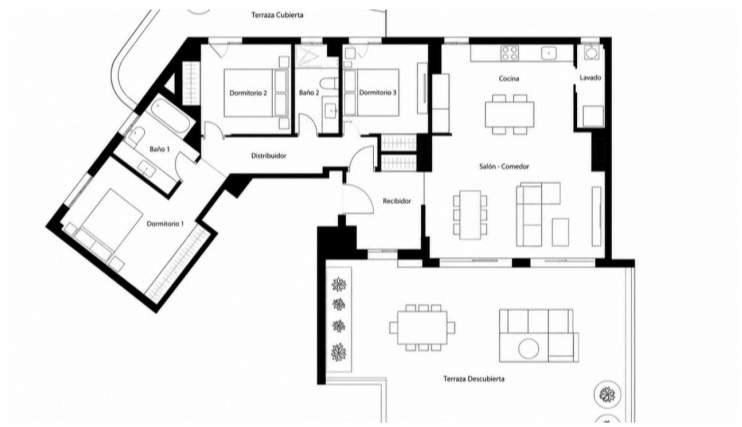 Terraza Cubierta
Cocina
Lavado
Dormitorio 2
Baño 2
Dormitorio 3
Baño 1
Distribuidor
Salón - Comedor
Recibidor
Dormitorio 1
Terraza Descubierta